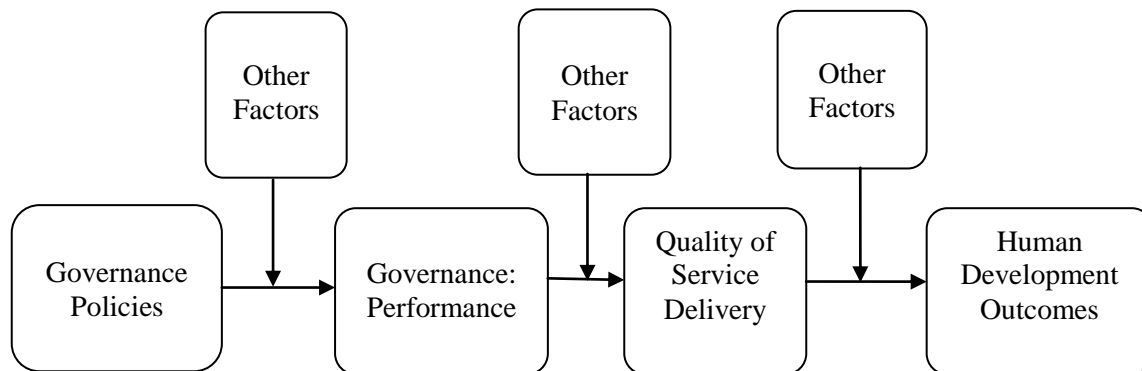 Other
Factors
Other
Factors
Other
Factors
Governance
Policies
Governance:
Performance
Quality of
Service
Delivery
Human
Development
Outcomes